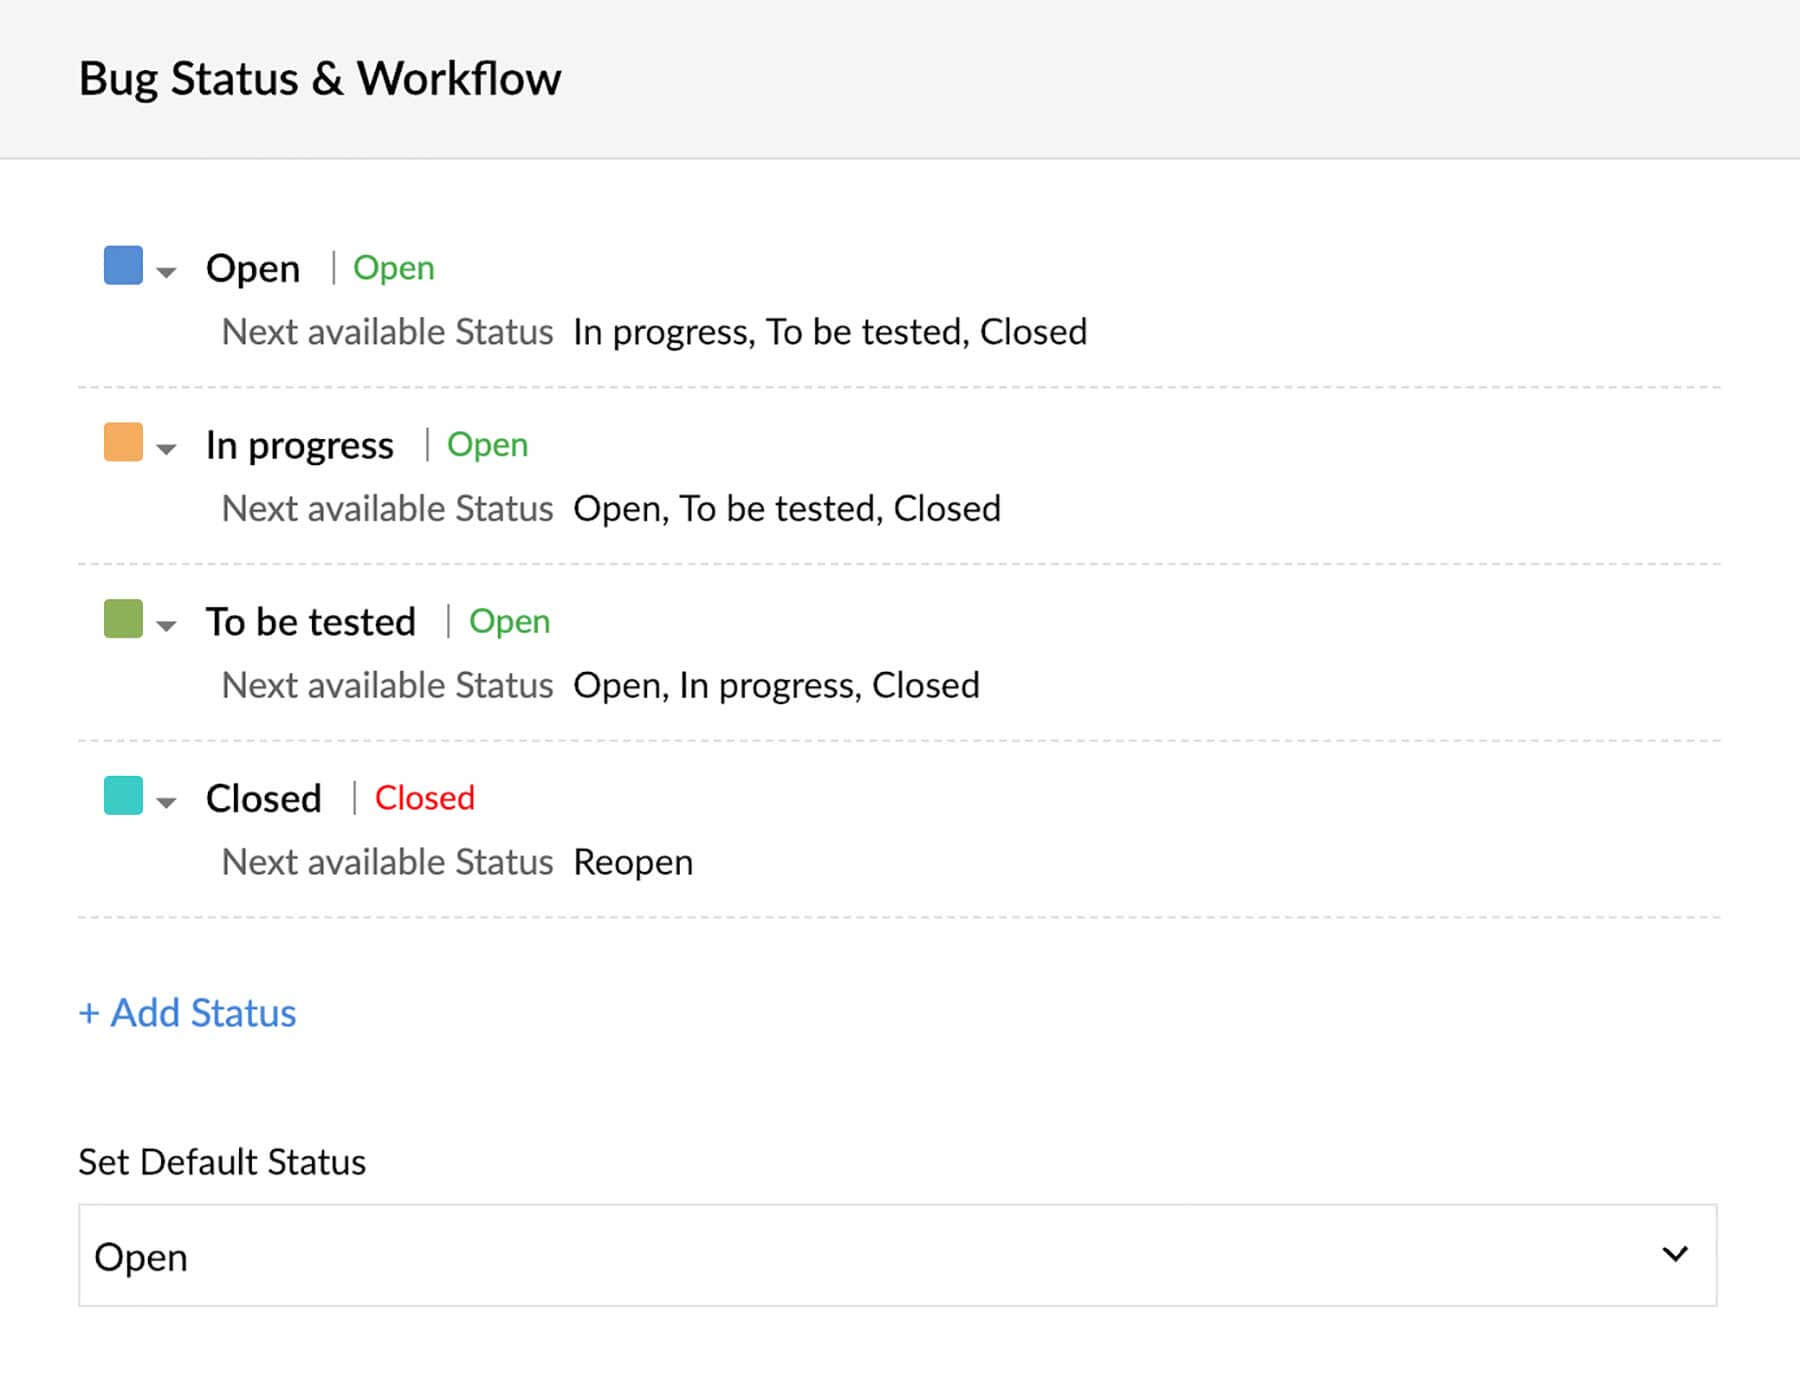 Bug Status & Workflow
Open | Open
Next available Status In progress, To be tested, Closed
In progress | Open
Next available Status Open, To be tested, Closed
To be tested | Open
Next available Status Open, In progress, Closed
Closed | Closed
Next available Status Reopen
+ Add Status
Set Default Status
Open